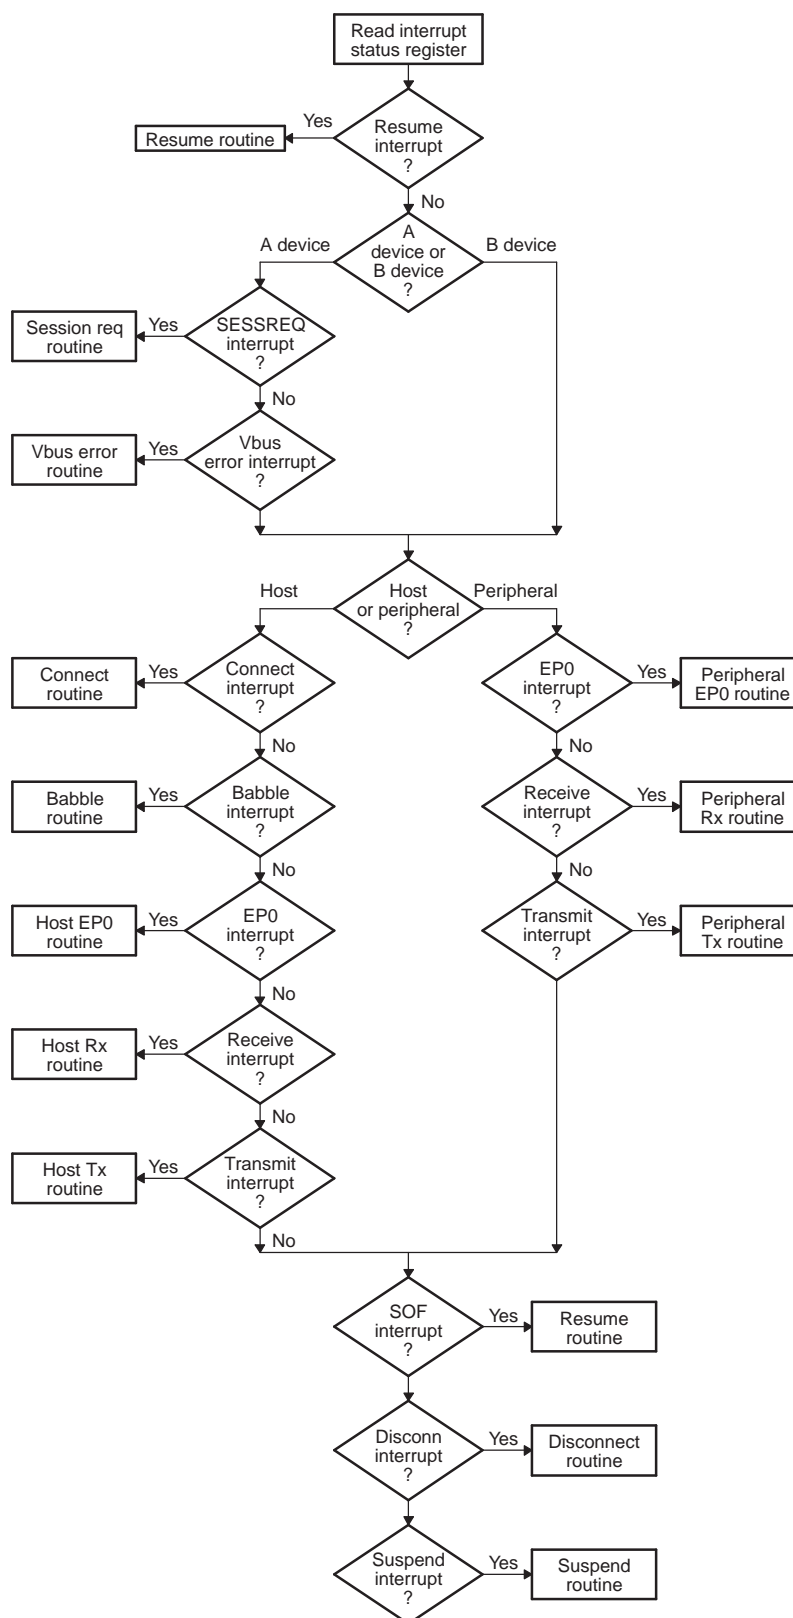 Read interrupt
status register
Yes
Resume routine
Resume
interrupt
?
No
A device
A
device or
B device
?
B device
Session req
routine
Yes
SESSREQ
interrupt
?
No
Vbus error
routine
Yes
Vbus
error interrupt
?
Host
Host
or peripheral
?
Peripheral
Connect
routine
Yes
Connect
interrupt
?
No
EP0
interrupt
?
Yes
Peripheral
EP0 routine
No
Babble
routine
Yes
Babble
interrupt
?
No
Receive
interrupt
?
Yes
Peripheral
Rx routine
No
Host EP0
routine
Yes
EP0
interrupt
?
No
Transmit
interrupt
?
Yes
Peripheral
Tx routine
Host Rx
routine
Yes
Receive
interrupt
?
No
Host Tx
routine
Yes
Transmit
interrupt
?
No
SOF
interrupt
?
Yes
Resume
routine
Disconn
interrupt
?
Yes
Disconnect
routine
Suspend
interrupt
?
Yes
Suspend
routine